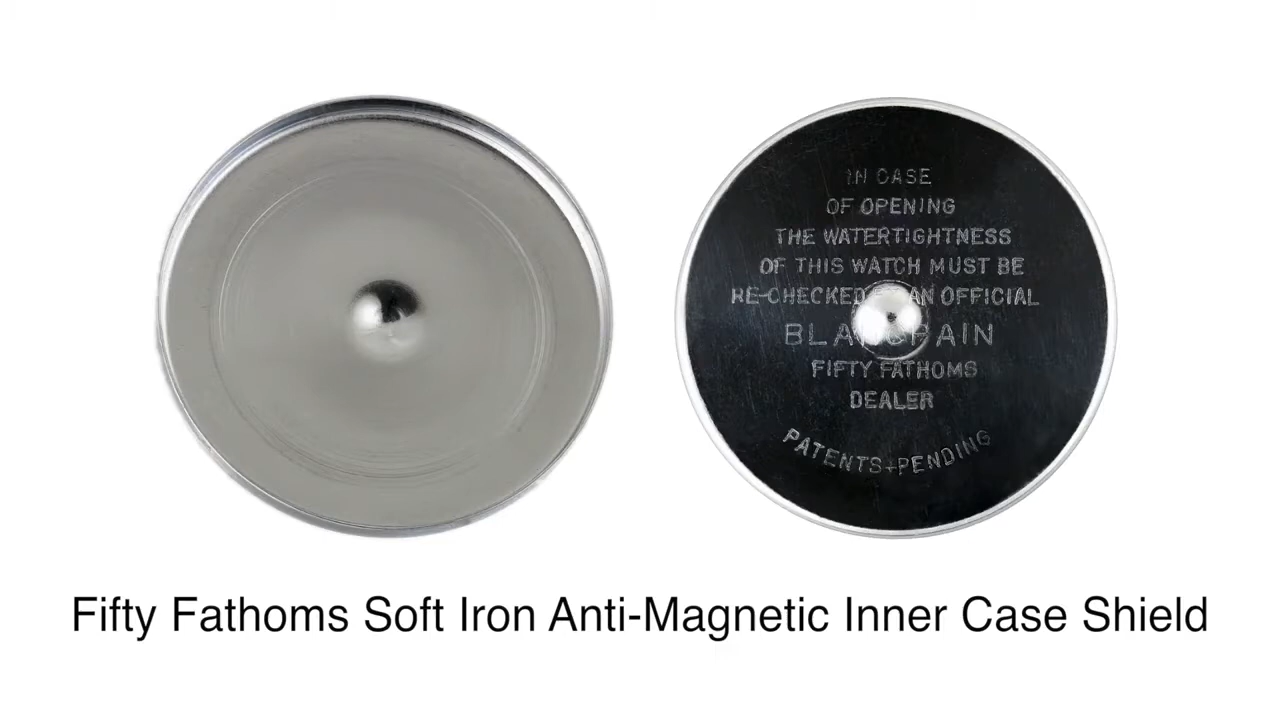 IN CASE
OF OPENING
THE WATERTIGHTNESS
OF THIS WATCH MUST BE
RE-CHECKED AN OFFICIAL
BLANCPAIN
FIFTY FATHOMS
DEALER
PATENTS+PENDING
Fifty Fathoms Soft Iron Anti-Magnetic Inner Case Shield